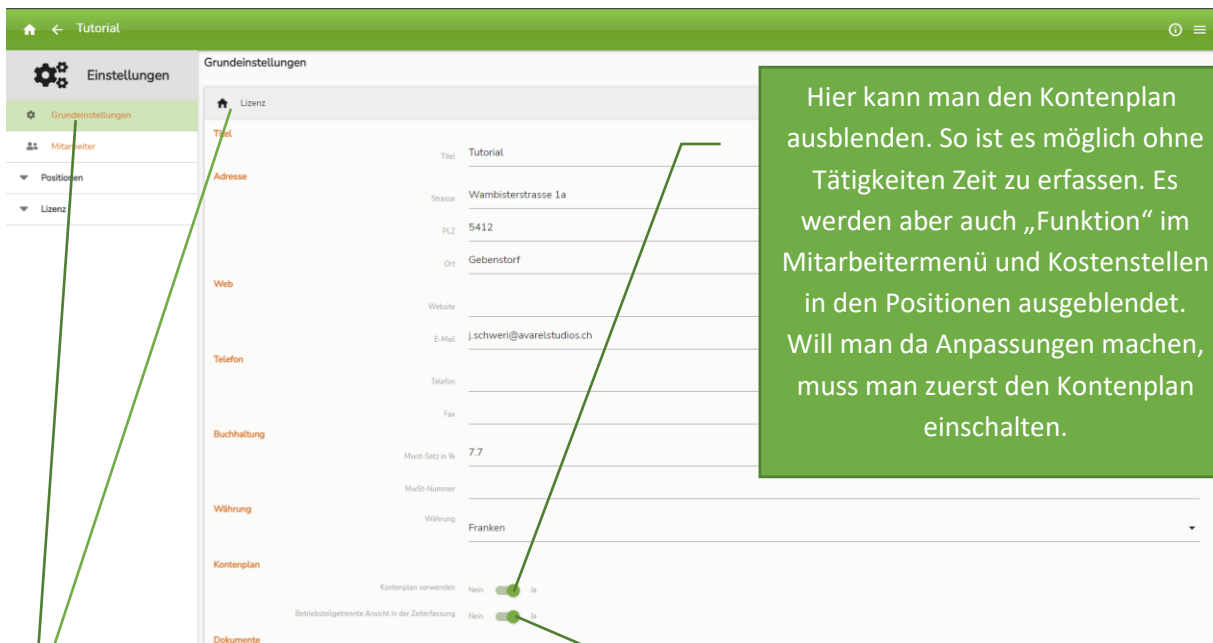 Tutorial
Einstellungen
Grundeinstellungen
Mitarbeiter
Positionen
Lizenz
Grundeinstellungen
Lizenz
Titel
Titel Tutorial
Adresse
Strasse Wambisterstrasse 1a
PLZ 5412
Ort Gebenstorf
Web
Website
E-Mail j.schweri@avarelstudios.ch
Telefon
Telefon
Fax
Buchhaltung
Mwst-Satz in % 7.7
MwSt-Nummer
Währung
Währung Franken
Kontenplan
Kontenplan verwenden Nein Ja
Betriebsteilgetrennte Ansicht in der Zeiterfassung Nein Ja
Dokumente
Hier kann man den Kontenplan
ausblenden. So ist es möglich ohne
Tätigkeiten Zeit zu erfassen. Es
werden aber auch „Funktion“ im
Mitarbeitermenü und Kostenstellen
in den Positionen ausgeblendet.
Will man da Anpassungen machen,
muss man zuerst den Kontenplan
einschalten.